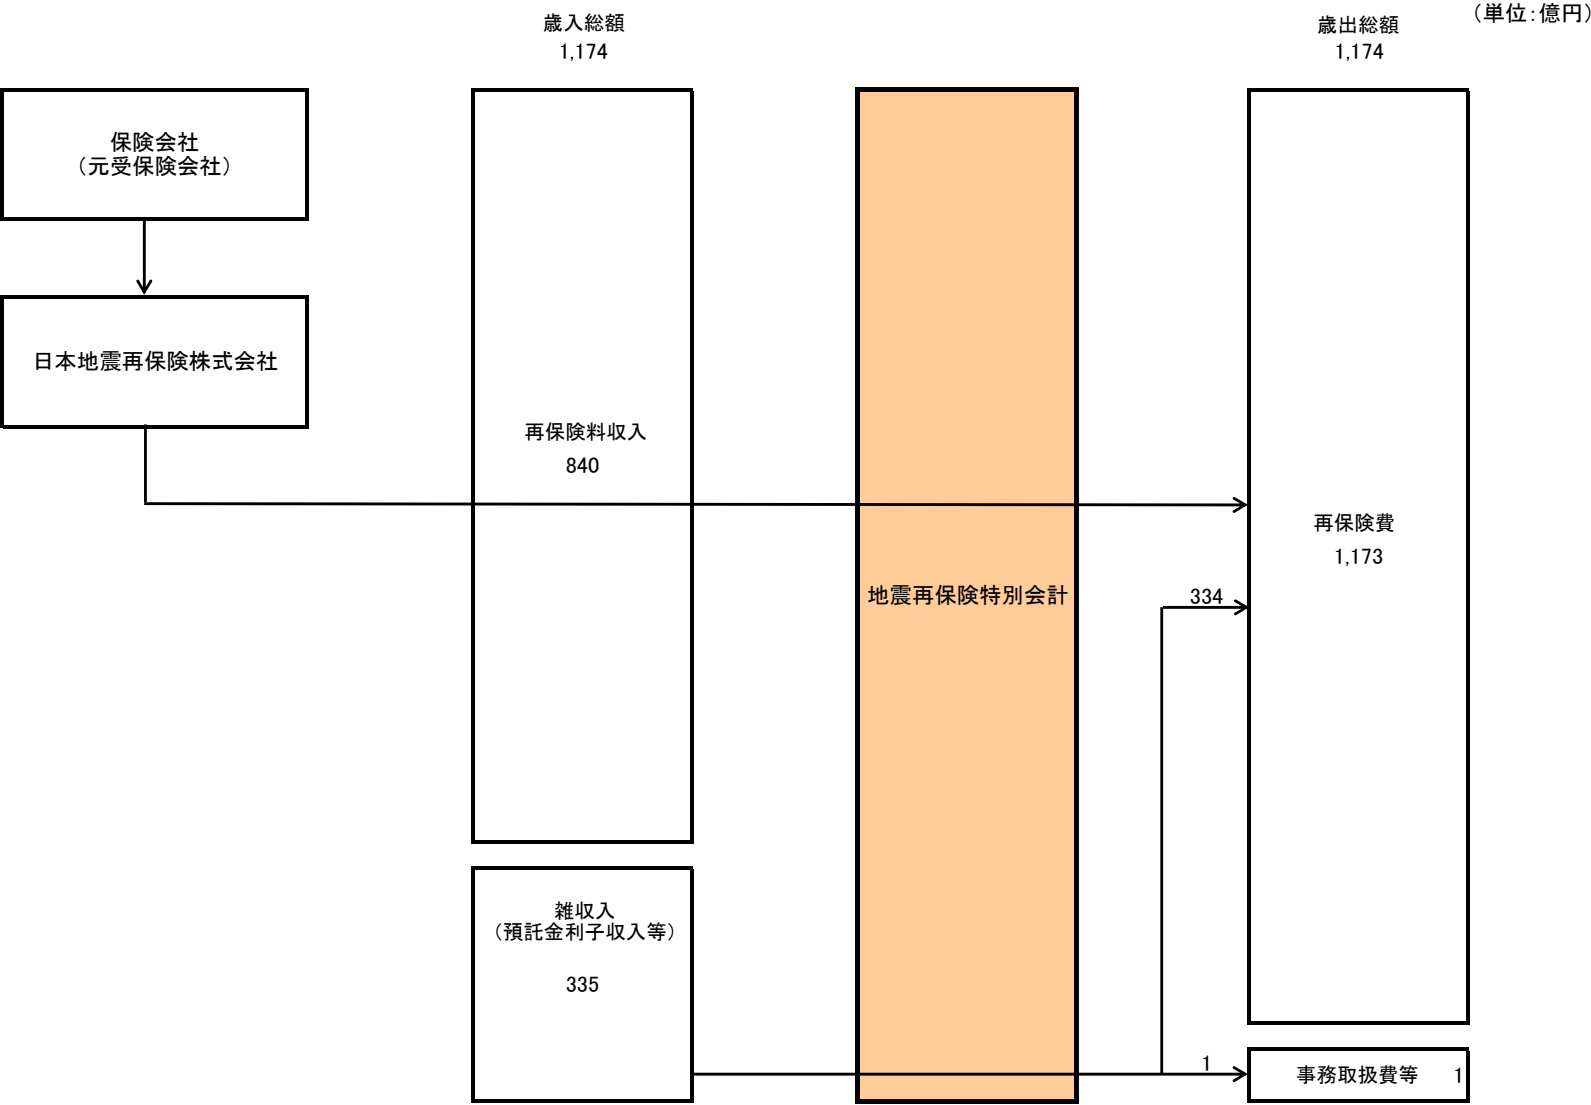 （単位：億円）
歳入総額
1,174
歳出総額
1,174
保険会社
（元受保険会社）
日本地震再保険株式会社
再保険料収入
840
再保険費
1,173
地震再保険特別会計
334
雑収入
（預託金利子収入等）
335
1
事務取扱費等 1